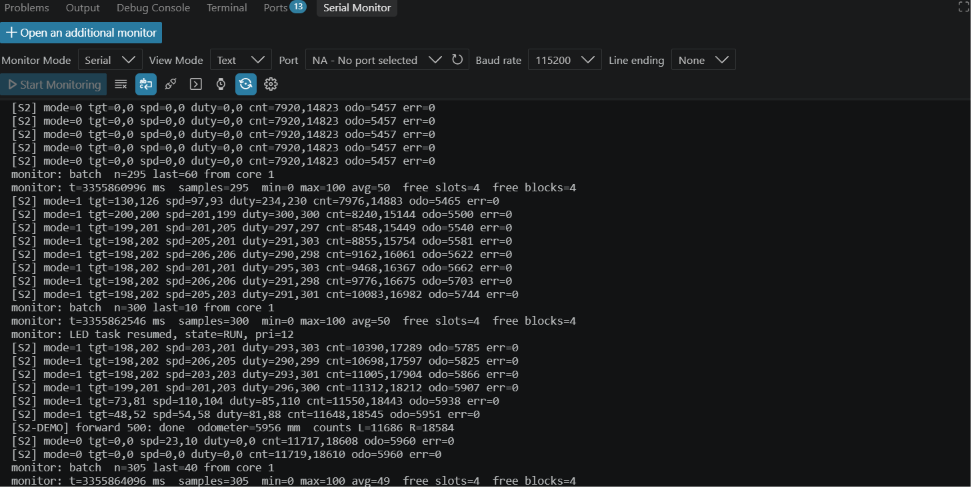 Problems Output Debug Console Terminal Ports 13 Serial Monitor
+ Open an additional monitor
Monitor Mode Serial View Mode Text Port NA - No port selected Baud rate 115200 Line ending None
Start Monitoring
[S2] mode=0 tgt=0,0 spd=0,0 duty=0,0 cnt=7920,14823 odo=5457 err=0
[S2] mode=0 tgt=0,0 spd=0,0 duty=0,0 cnt=7920,14823 odo=5457 err=0
[S2] mode=0 tgt=0,0 spd=0,0 duty=0,0 cnt=7920,14823 odo=5457 err=0
[S2] mode=0 tgt=0,0 spd=0,0 duty=0,0 cnt=7920,14823 odo=5457 err=0
[S2] mode=0 tgt=0,0 spd=0,0 duty=0,0 cnt=7920,14823 odo=5457 err=0
monitor: batch  n=295 last=60 from core 1
monitor: t=3355860996 ms  samples=295  min=0 max=100 avg=50  free slots=4  free blocks=4
[S2] mode=1 tgt=130,126 spd=97,93 duty=234,230 cnt=7976,14883 odo=5465 err=0
[S2] mode=1 tgt=200,200 spd=201,199 duty=300,300 cnt=8240,15144 odo=5500 err=0
[S2] mode=1 tgt=199,201 spd=201,205 duty=297,297 cnt=8548,15449 odo=5540 err=0
[S2] mode=1 tgt=198,202 spd=205,201 duty=291,303 cnt=8855,15754 odo=5581 err=0
[S2] mode=1 tgt=198,202 spd=206,206 duty=290,298 cnt=9162,16061 odo=5622 err=0
[S2] mode=1 tgt=198,202 spd=201,201 duty=295,303 cnt=9468,16367 odo=5662 err=0
[S2] mode=1 tgt=198,202 spd=206,206 duty=291,298 cnt=9776,16675 odo=5703 err=0
[S2] mode=1 tgt=198,202 spd=205,203 duty=291,301 cnt=10083,16982 odo=5744 err=0
monitor: batch  n=300 last=10 from core 1
monitor: t=3355862546 ms  samples=300  min=0 max=100 avg=50  free slots=4  free blocks=4
monitor: LED task resumed, state=RUN, pri=12
[S2] mode=1 tgt=198,202 spd=203,201 duty=293,303 cnt=10390,17289 odo=5785 err=0
[S2] mode=1 tgt=198,202 spd=206,205 duty=290,299 cnt=10698,17597 odo=5825 err=0
[S2] mode=1 tgt=198,202 spd=203,203 duty=293,301 cnt=11005,17904 odo=5866 err=0
[S2] mode=1 tgt=199,201 spd=201,203 duty=296,300 cnt=11312,18212 odo=5907 err=0
[S2] mode=1 tgt=73,81 spd=110,104 duty=85,110 cnt=11550,18443 odo=5938 err=0
[S2] mode=1 tgt=48,52 spd=54,58 duty=81,88 cnt=11648,18545 odo=5951 err=0
[S2-DEMO] forward 500: done  odometer=5956 mm  counts L=11686 R=18584
[S2] mode=0 tgt=0,0 spd=23,10 duty=0,0 cnt=11717,18608 odo=5960 err=0
[S2] mode=0 tgt=0,0 spd=0,0 duty=0,0 cnt=11719,18610 odo=5960 err=0
monitor: batch  n=305 last=40 from core 1
monitor: t=3355864096 ms  samples=305  min=0 max=100 avg=49  free slots=4  free blocks=4